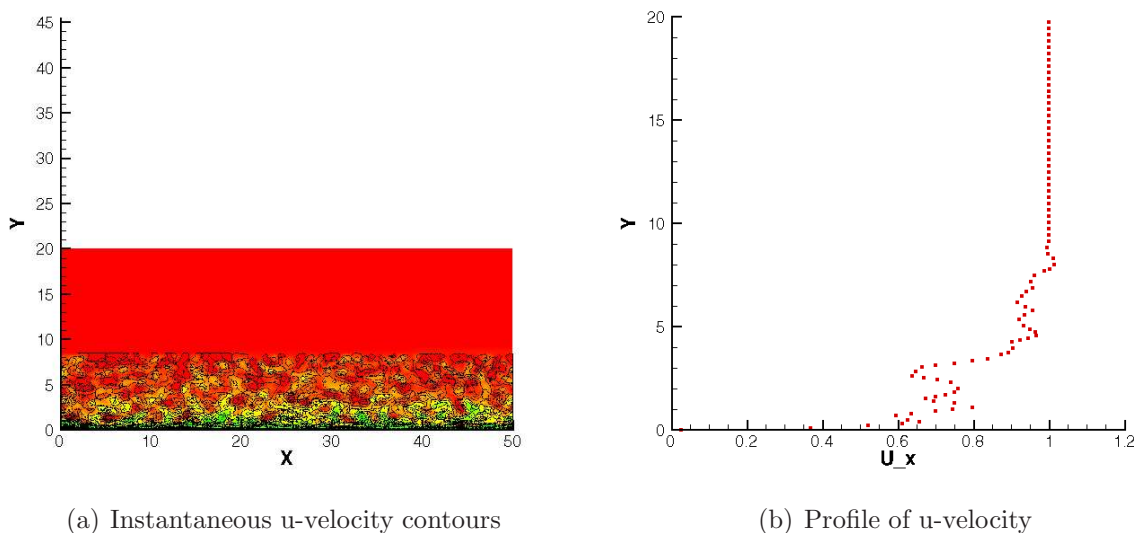 45
40
35
30
25
20
15
10
5
0
Y
0 10 20 30 40 50
X
20
15
10
5
0
Y
0 0.2 0.4 0.6 0.8 1 1.2
U_x
(a) Instantaneous u-velocity contours
(b) Profile of u-velocity